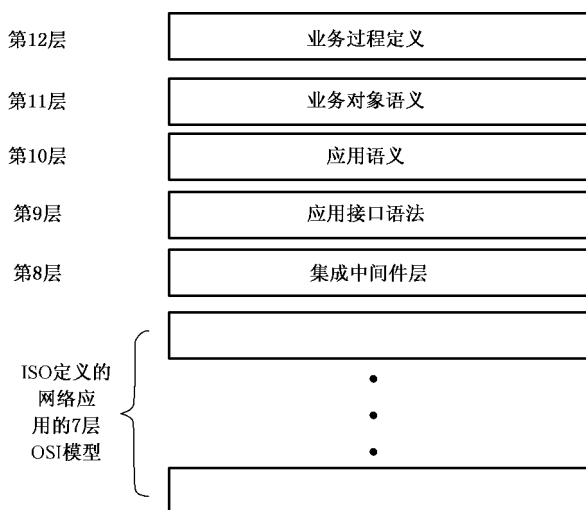 第12层 业务过程定义
第11层 业务对象语义
第10层 应用语义
第9层 应用接口语法
第8层 集成中间件层
ISO定义的
网络应
用的7层
OSI模型